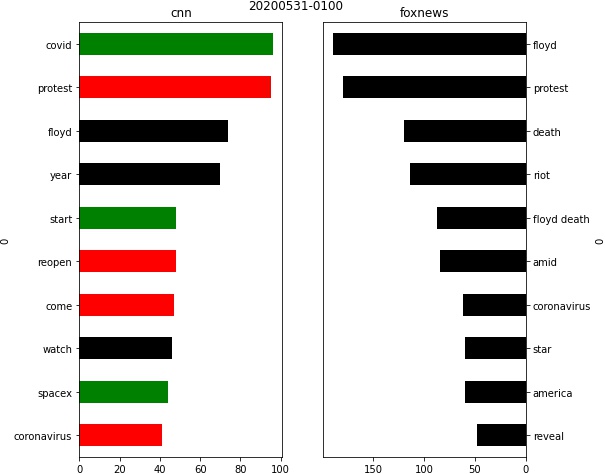 20200531-0100
cnn
foxnews
covid
protest
floyd
year
start
reopen
come
watch
spacex
coronavirus
0
0 20 40 60 80 100
floyd
protest
death
riot
floyd death
amid
coronavirus
star
america
reveal
0
150 100 50 0